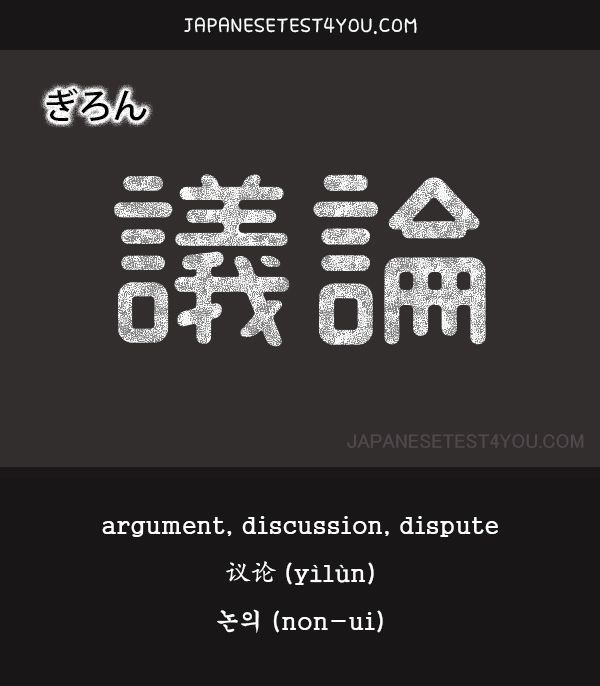 JAPANESETEST4YOU.COM
ぎろん
議論
JAPANESETEST4YOU.COM
argument, discussion, dispute
议论 (yìlùn)
논의 (non-ui)